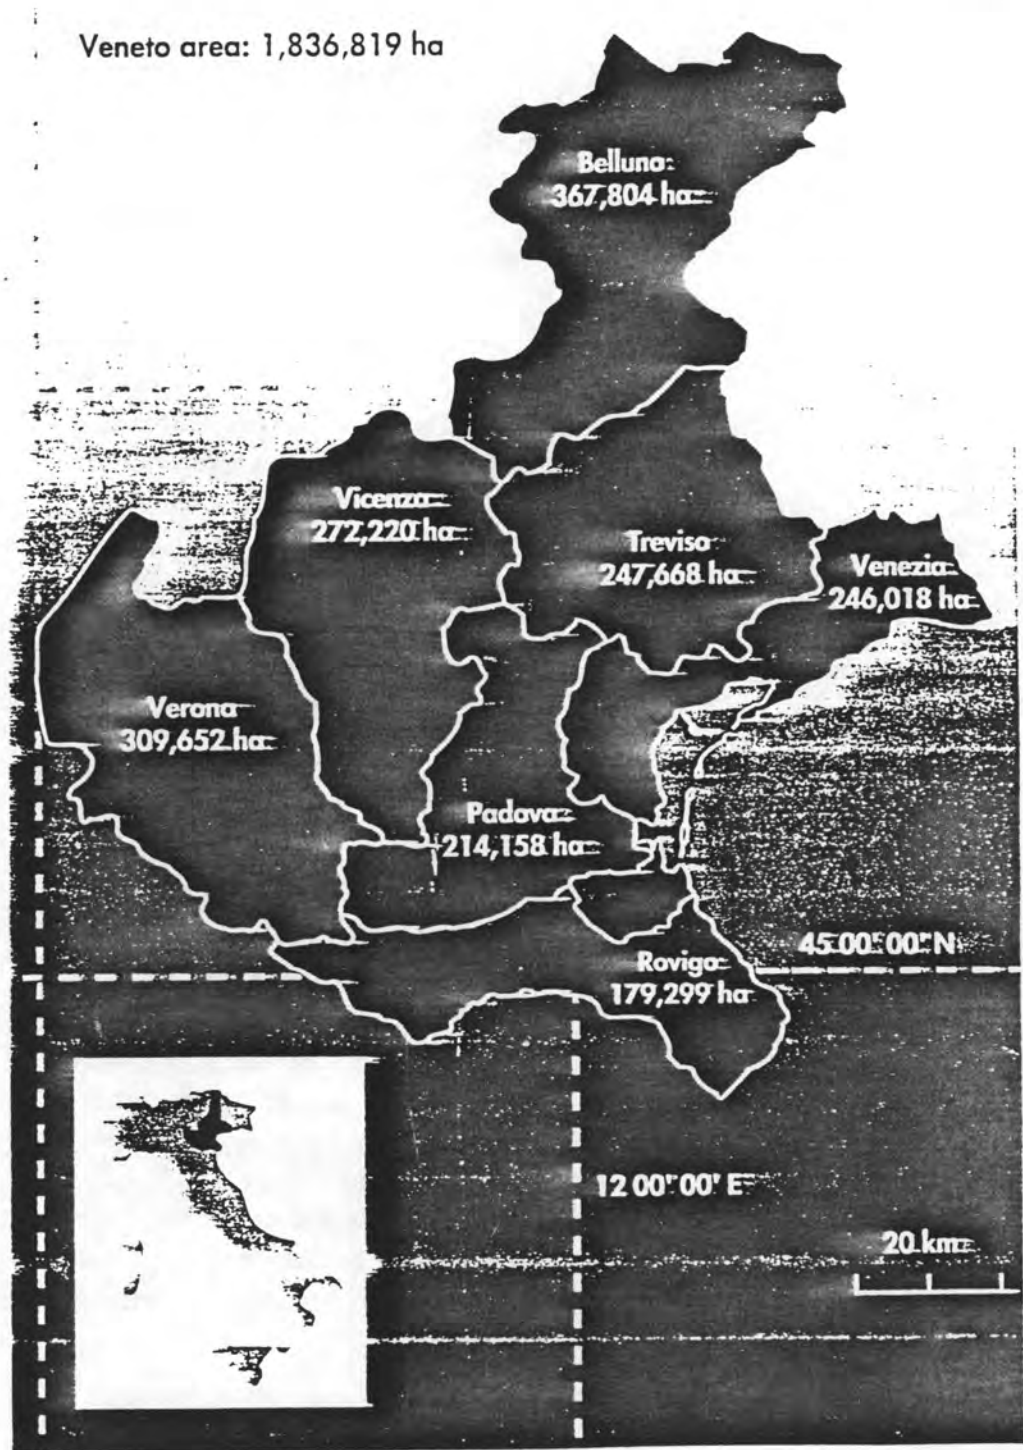 Veneto area: 1,836,819 ha
Belluno
367,804 ha
Vicenza
272,220 ha
Treviso
247,668 ha
Venezia
246,018 ha
Verona
309,652 ha
Padova
214,158 ha
45 00' 00" N
Rovigo
179,299 ha
12 00' 00' E
20 km